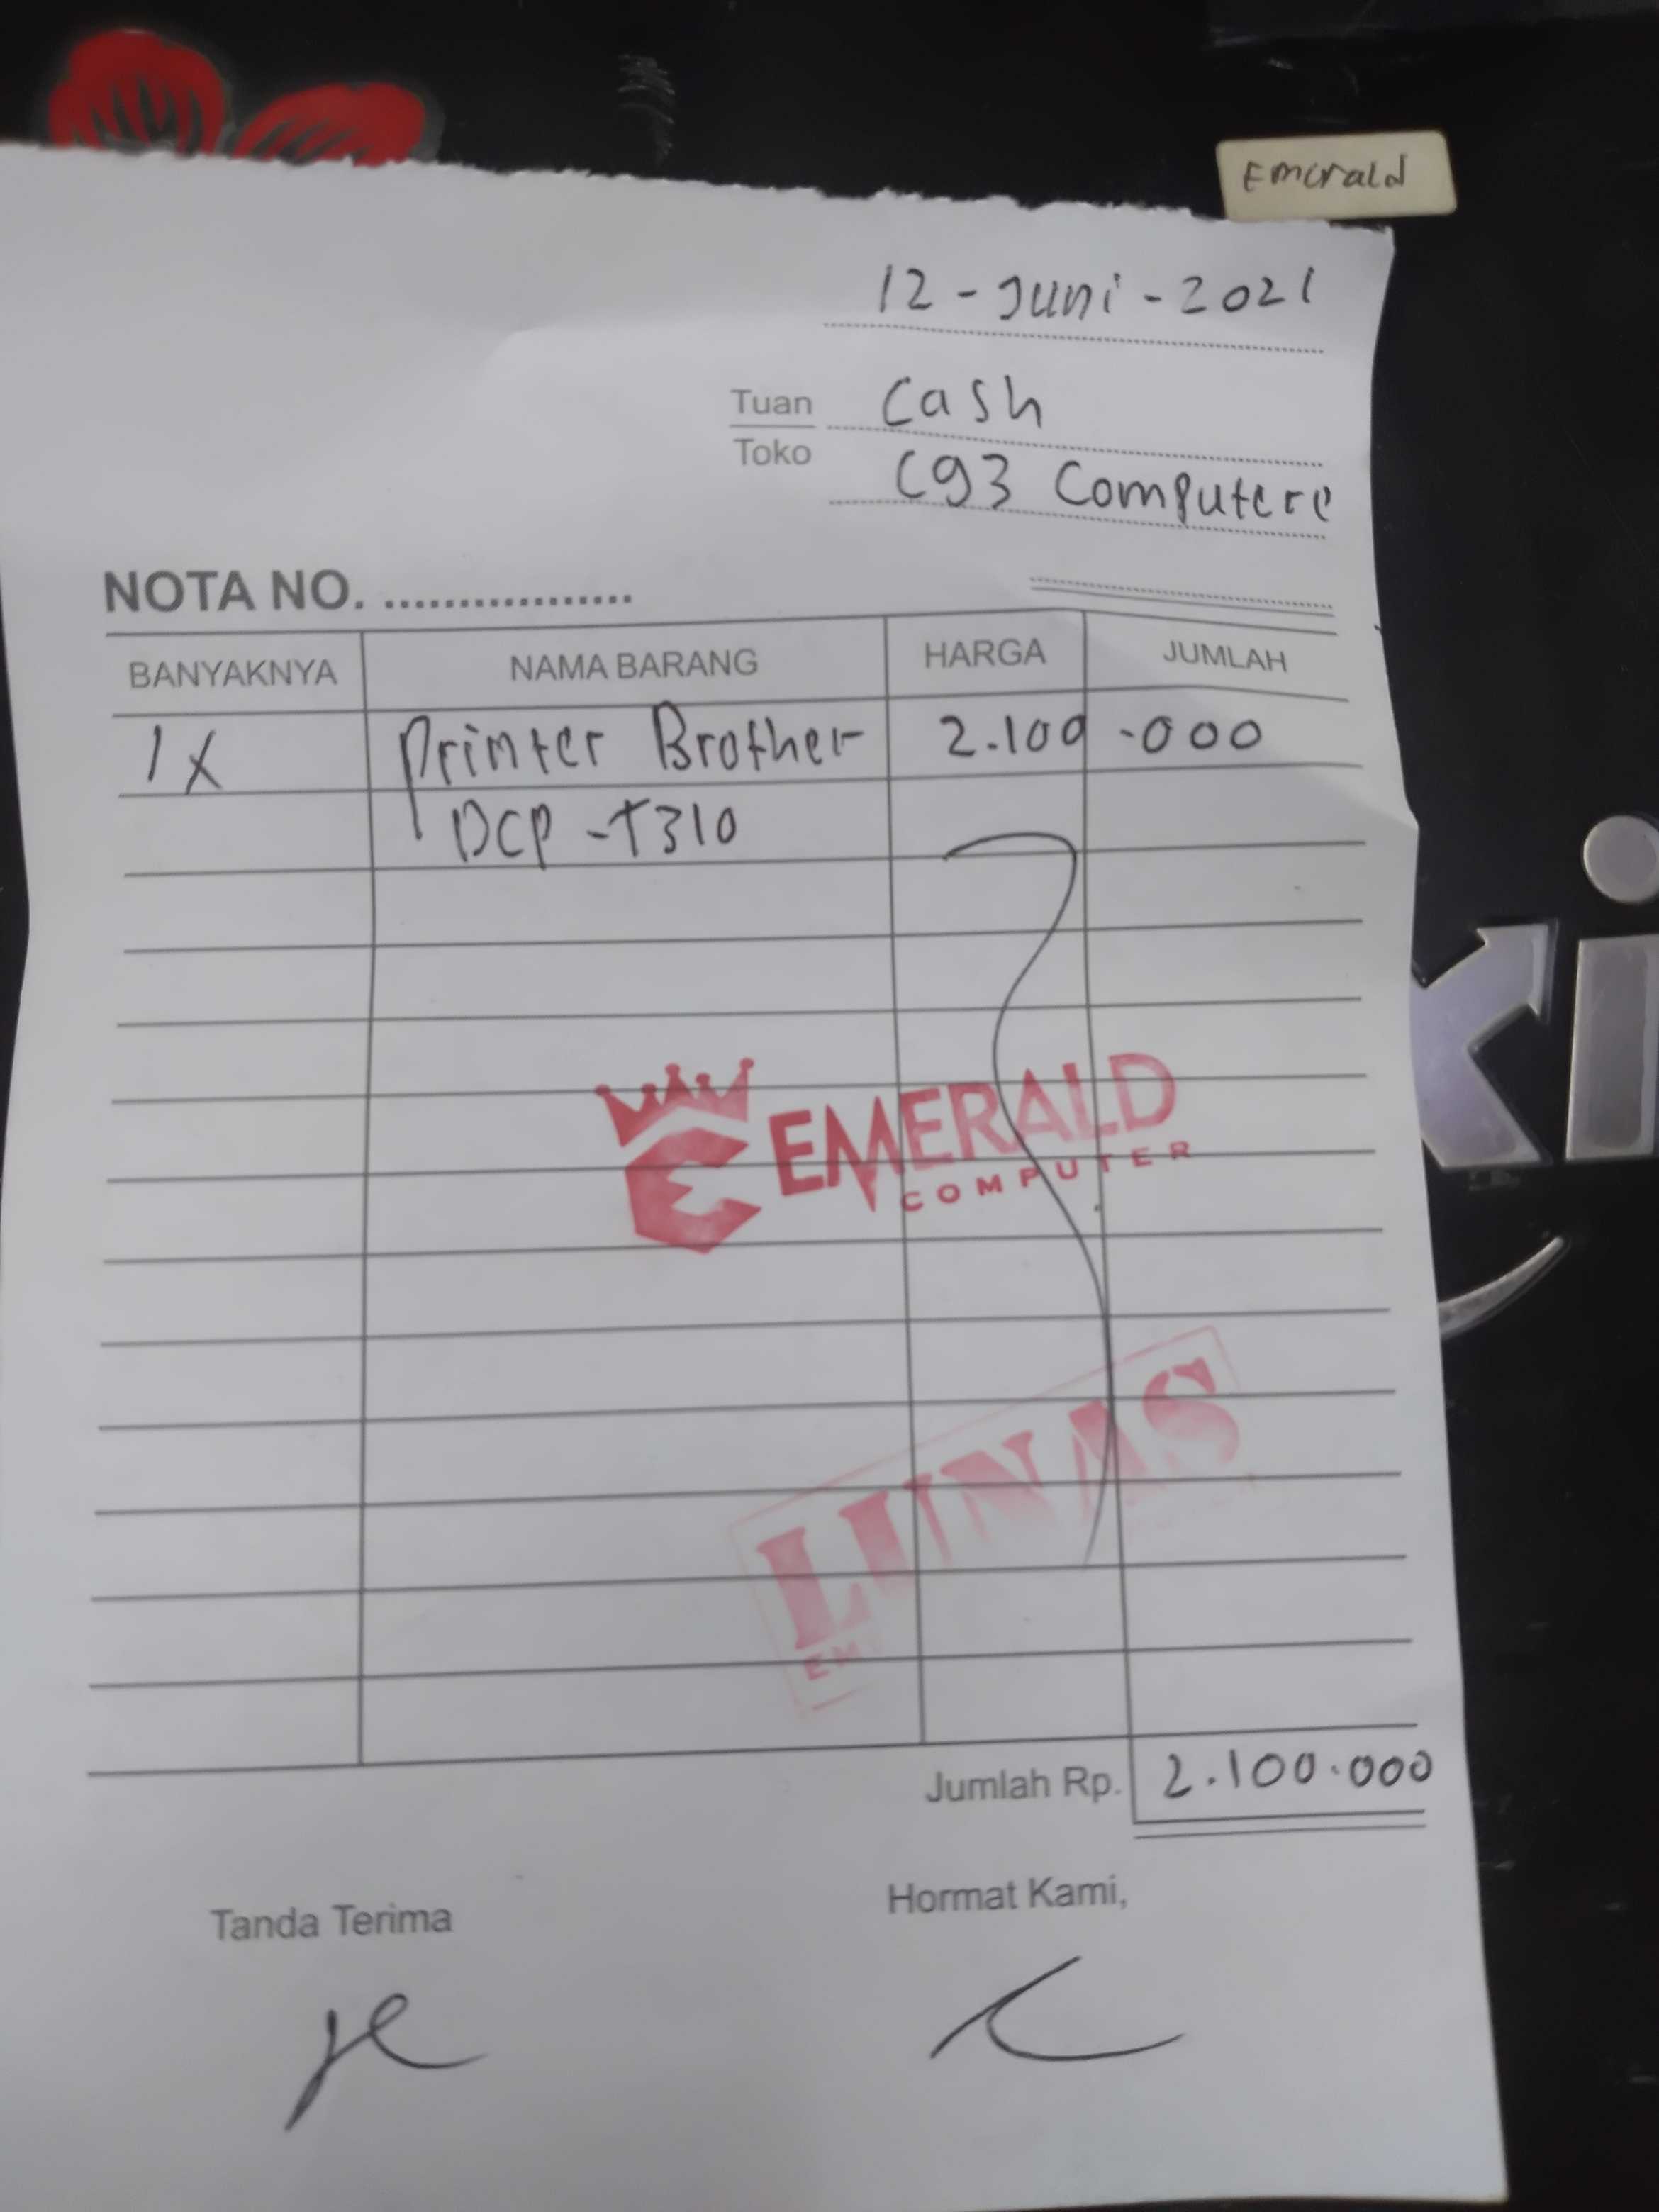 Emerald
12 - Juni - 2021
Tuan Cash
Toko C93 Computere
NOTA NO. .................
BANYAKNYA NAMA BARANG HARGA JUMLAH
1X Printer Brother 2.100.000
DCP-T310
EMERALD
COMPUTER
LUNAS
Jumlah Rp. 2.100.000
Tanda Terima Hormat Kami,
ki